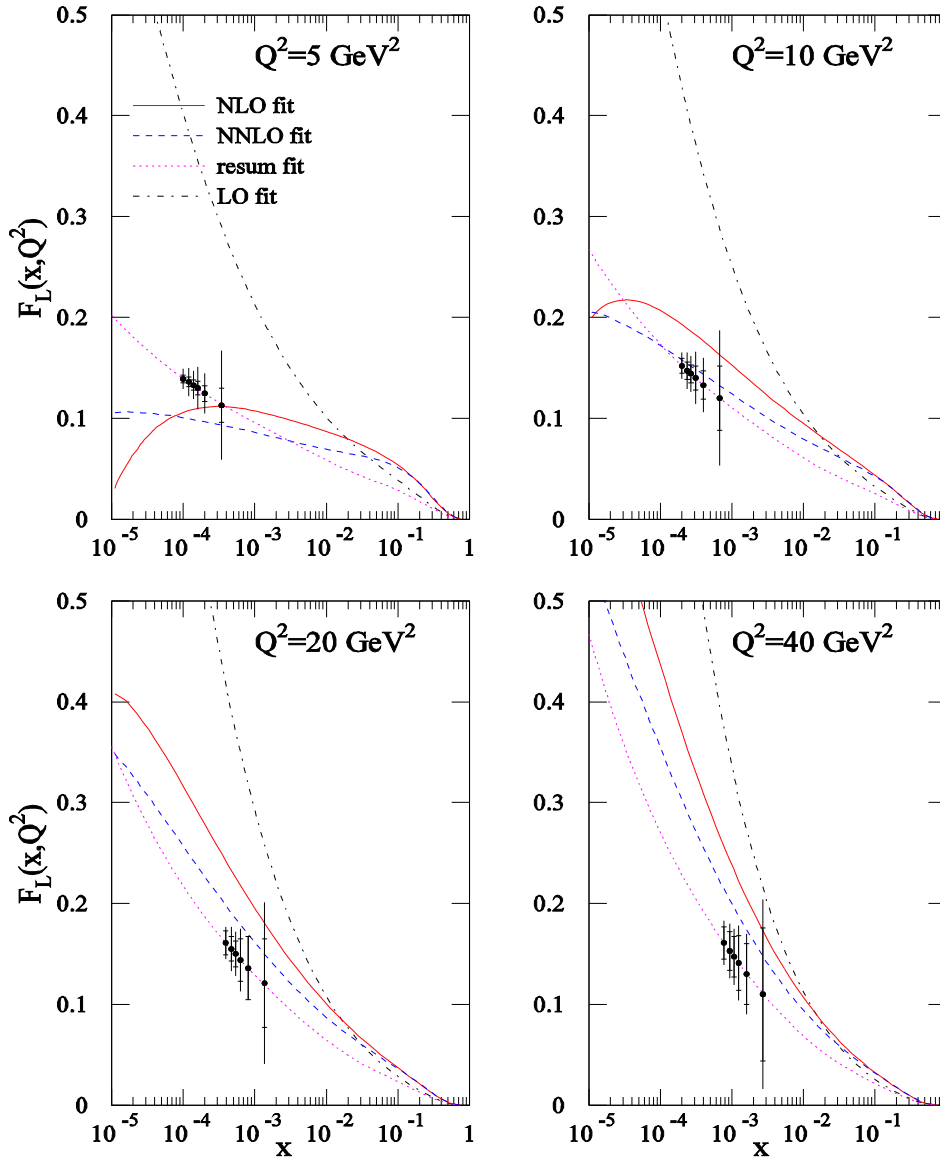 Q²=5 GeV²
NLO fit
NNLO fit
resum fit
LO fit
F_L(x,Q²)
0.5
0.4
0.3
0.2
0.1
0
10⁻⁵ 10⁻⁴ 10⁻³ 10⁻² 10⁻¹ 1
Q²=10 GeV²
0.5
0.4
0.3
0.2
0.1
0
10⁻⁵ 10⁻⁴ 10⁻³ 10⁻² 10⁻¹
Q²=20 GeV²
F_L(x,Q²)
0.5
0.4
0.3
0.2
0.1
0
10⁻⁵ 10⁻⁴ 10⁻³ 10⁻² 10⁻¹ 1
x
Q²=40 GeV²
0.5
0.4
0.3
0.2
0.1
0
10⁻⁵ 10⁻⁴ 10⁻³ 10⁻² 10⁻¹
x